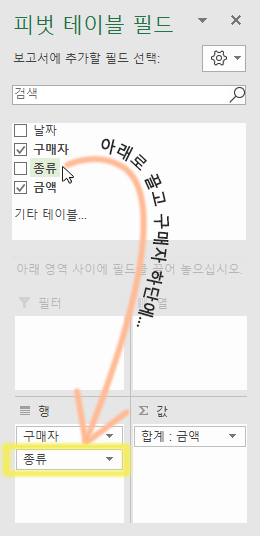 피벗 테이블 필드
보고서에 추가할 필드 선택:
검색
날짜
구매자
종류
금액
기타 테이블...
아래로 끌고 구매자 하단에...
아래 영역 사이에 필드를 끌어 놓으십시오.
필터
열
행
값
구매자
합계 : 금액
종류